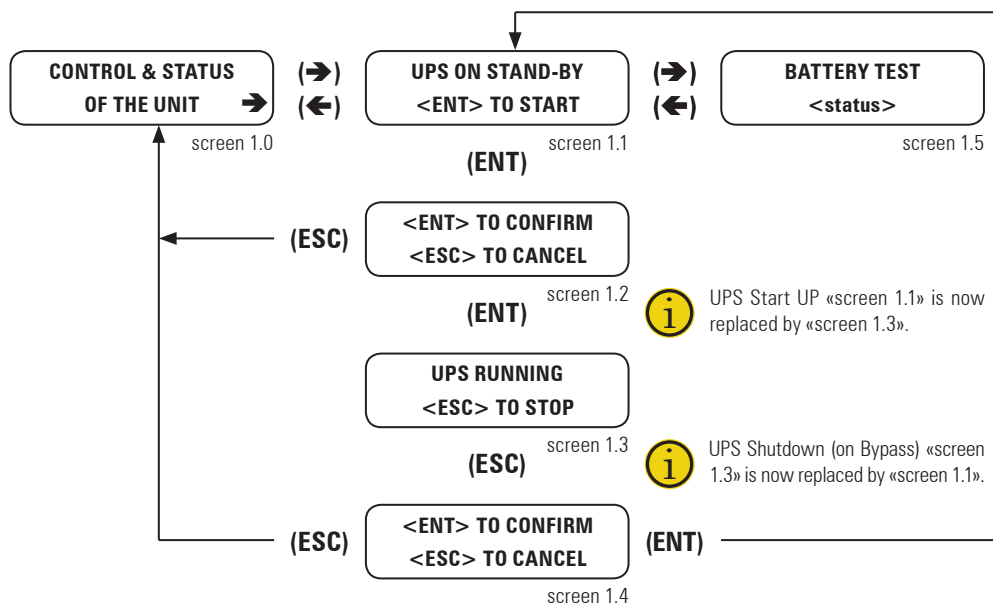 CONTROL & STATUS
OF THE UNIT ➔
screen 1.0
(➔)
(🡰)
UPS ON STAND-BY
<ENT> TO START
screen 1.1
(➔)
(🡰)
BATTERY TEST
<status>
screen 1.5
(ENT)
(ESC)
<ENT> TO CONFIRM
<ESC> TO CANCEL
screen 1.2
(ENT)
i
UPS Start UP «screen 1.1» is now
replaced by «screen 1.3».
UPS RUNNING
<ESC> TO STOP
screen 1.3
(ESC)
i
UPS Shutdown (on Bypass) «screen
1.3» is now replaced by «screen 1.1».
(ESC)
<ENT> TO CONFIRM
<ESC> TO CANCEL
(ENT)
screen 1.4